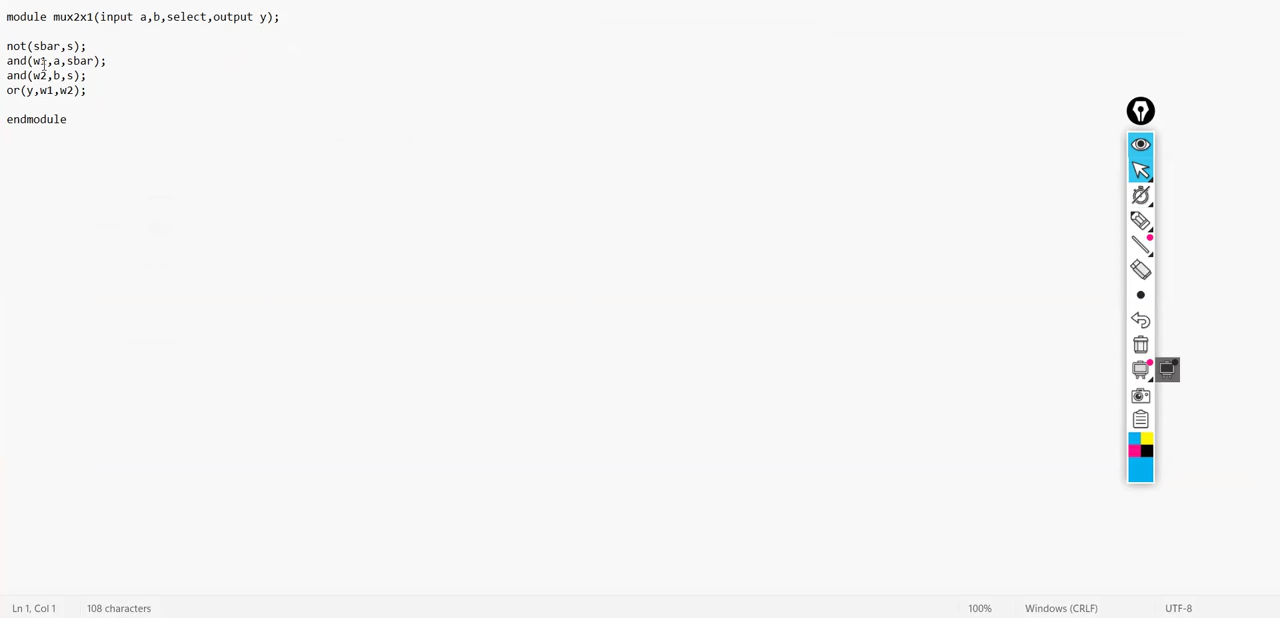 module mux2x1(input a,b,select,output y);
not(sbar,s);
and(w1,a,sbar);
and(w2,b,s);
or(y,w1,w2);
endmodule
Ln 1, Col 1
108 characters
100%
Windows (CRLF)
UTF-8